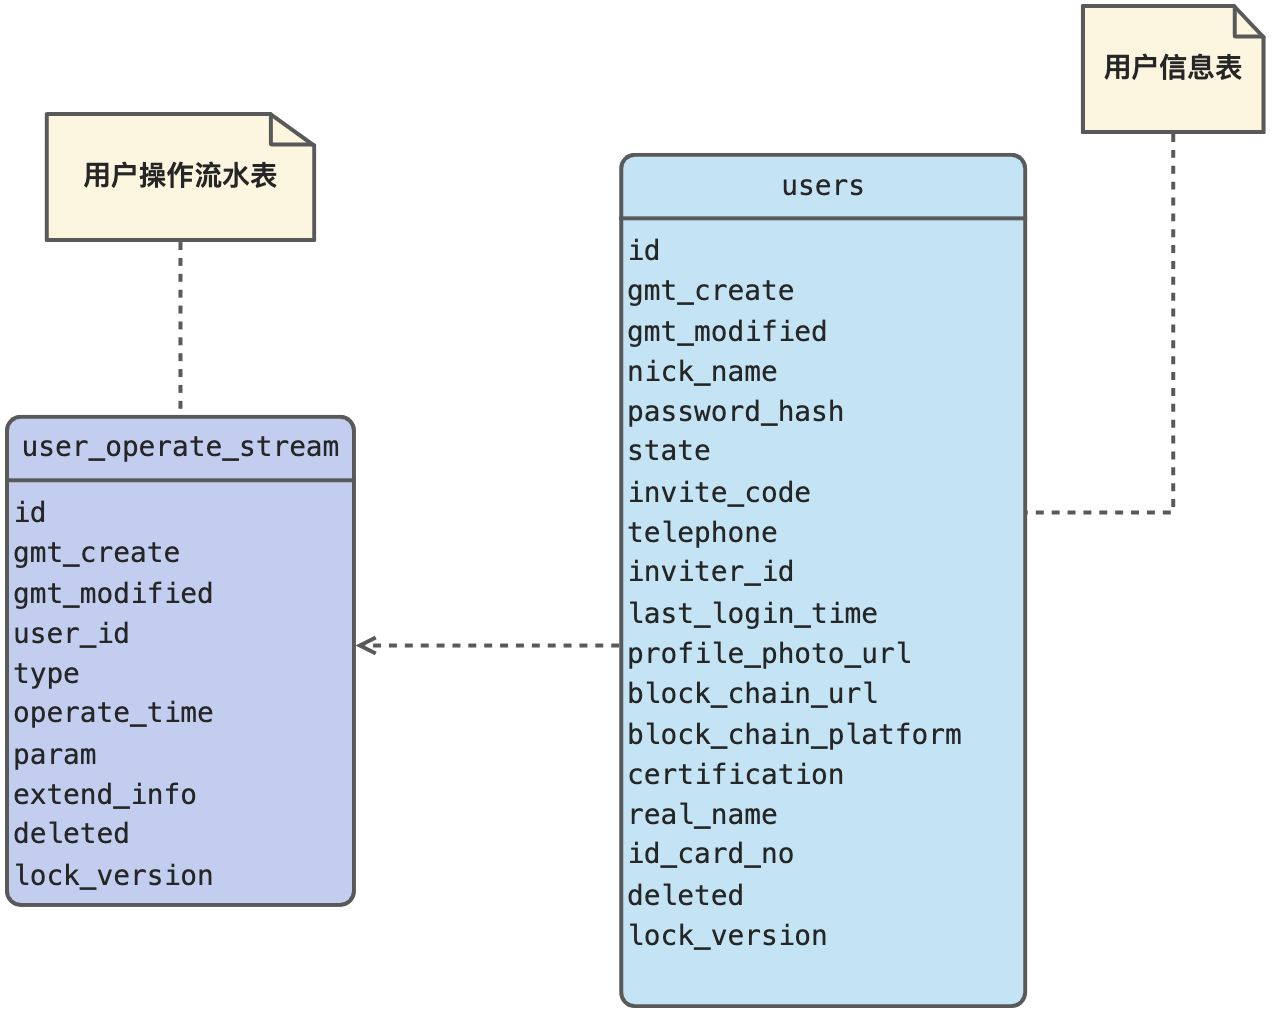 用户信息表
用户操作流水表
users
id
gmt_create
gmt_modified
nick_name
password_hash
state
invite_code
telephone
inviter_id
last_login_time
profile_photo_url
block_chain_url
block_chain_platform
certification
real_name
id_card_no
deleted
lock_version
user_operate_stream
id
gmt_create
gmt_modified
user_id
type
operate_time
param
extend_info
deleted
lock_version